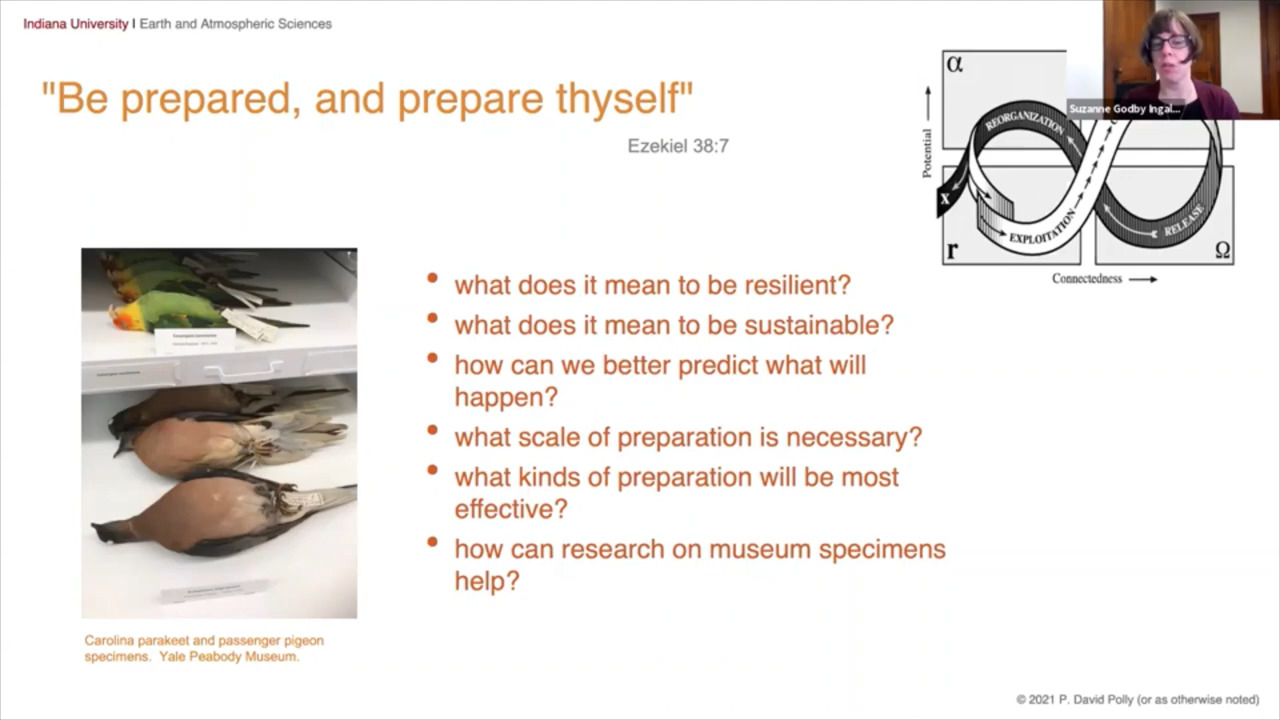 Indiana University | Earth and Atmospheric Sciences
"Be prepared, and prepare thyself"
Ezekiel 38:7
α
Suzanne Godby Ingal...
REORGANIZATION
Potential
x
EXPLOITATION
RELEASE
r
Ω
Connectedness
• what does it mean to be resilient?
• what does it mean to be sustainable?
• how can we better predict what will
happen?
• what scale of preparation is necessary?
• what kinds of preparation will be most
effective?
• how can research on museum specimens
help?
Carolina parakeet and passenger pigeon
specimens. Yale Peabody Museum.
© 2021 P. David Polly (or as otherwise noted)